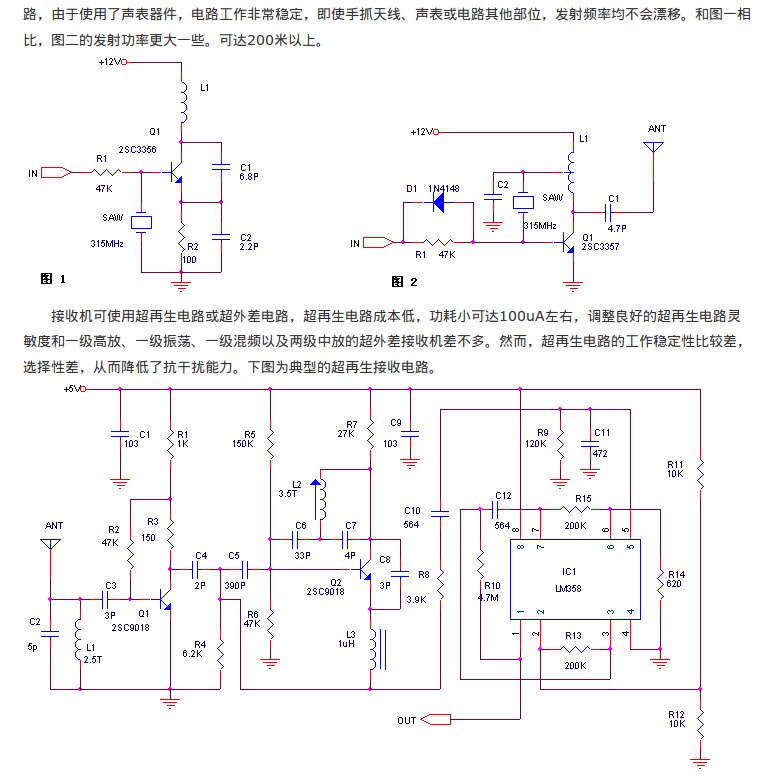 路，由于使用了声表器件，电路工作非常稳定，即使手抓天线、声表或电路其他部位，发射频率均不会漂移。和图一相
比，图二的发射功率更大一些。可达200米以上。
+12V
L1
Q1
2SC3356
R1
IN
47K
C1
6.8P
SAW
315MHz
R2
100
C2
2.2P
图 1
+12V
L1
ANT
D1 1N4148
C2
SAW
C1
4.7P
315MHz
Q1
2SC3357
IN
R1 47K
图 2
接收机可使用超再生电路或超外差电路，超再生电路成本低，功耗小可达100uA左右，调整良好的超再生电路灵
敏度和一级高放、一级振荡、一级混频以及两级中放的超外差接收机差不多。然而，超再生电路的工作稳定性比较差，
选择性差，从而降低了抗干扰能力。下图为典型的超再生接收电路。
+5V
C1
103
R1
1K
R5
150K
R7
27K
C9
103
R9
120K
C11
472
R11
10K
L2
3.5T
C10
564
C12
564
R15
200K
ANT
R2
47K
R3
150
C6
33P
C7
4P
8
7
6
5
8
7
6
5
IC1
LM358
C4
2P
C5
390P
C8
3P
Q2
2SC9018
R8
3.9K
R10
4.7M
R14
620
C3
3P
Q1
2SC9018
1
2
3
4
1
2
3
4
C2
5p
L1
2.5T
R4
6.2K
R6
47K
L3
1uH
R13
200K
OUT
R12
10K